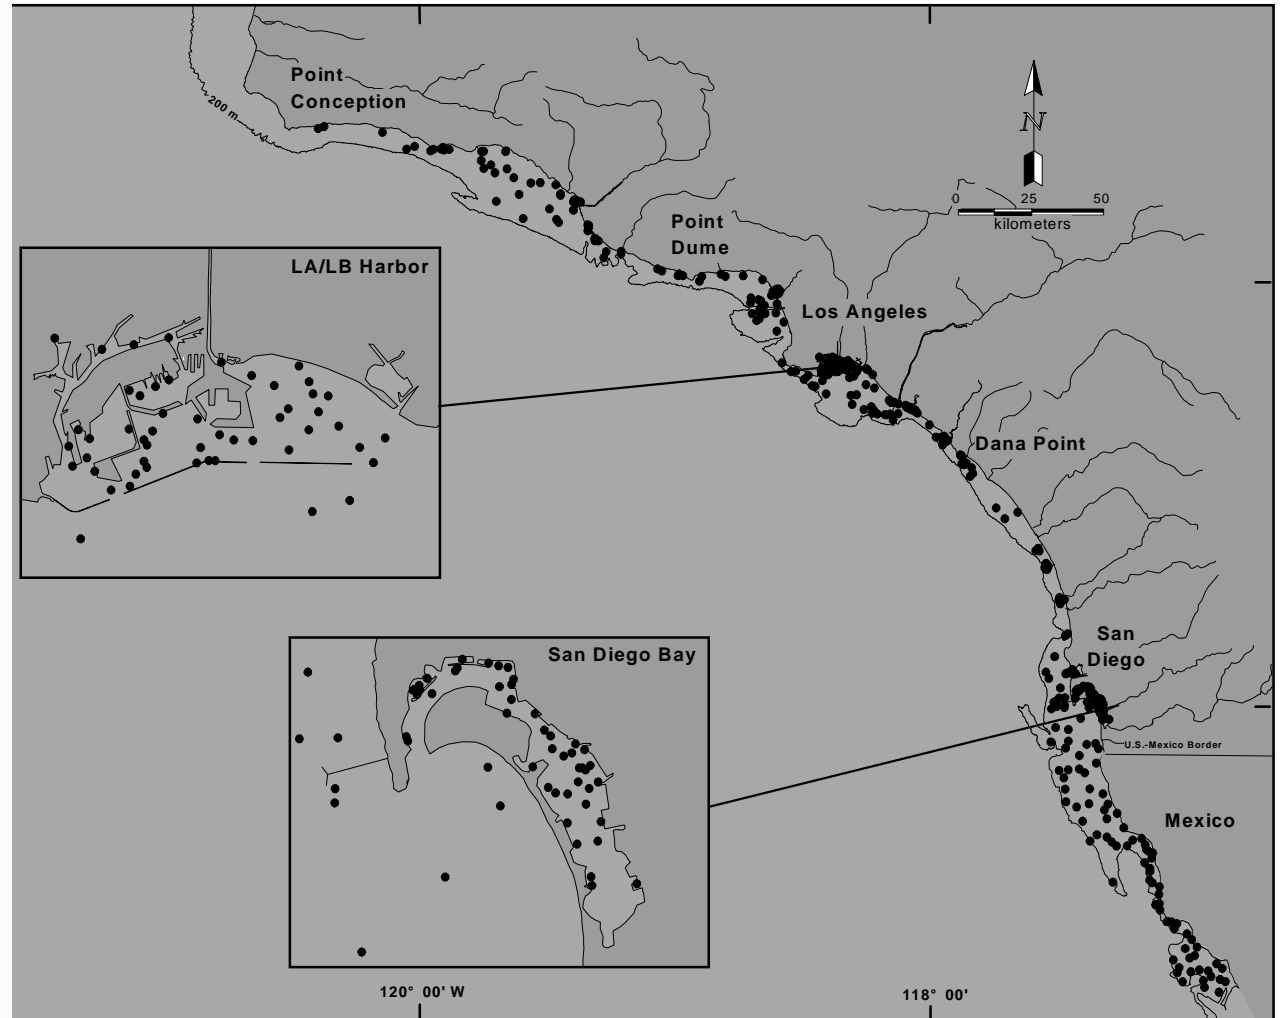 Point
Conception
200 m
N
0 25 50
kilometers
Point
Dume
LA/LB Harbor
Los Angeles
Dana Point
San
Diego
San Diego Bay
U.S.-Mexico Border
Mexico
120° 00' W
118° 00'